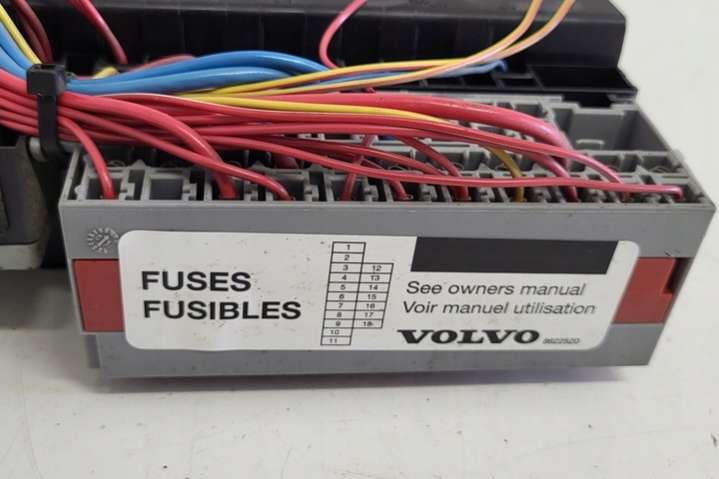 FUSES
FUSIBLES
1
2
3 12
4 13
5 14
6 15
7 16
8 17
9 18
10
11
See owners manual
Voir manuel utilisation
VOLVO